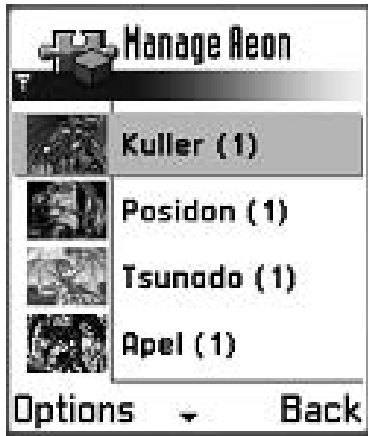 Manage Aeon
Kuller (1)
Posidon (1)
Tsunado (1)
Apel (1)
Options Back